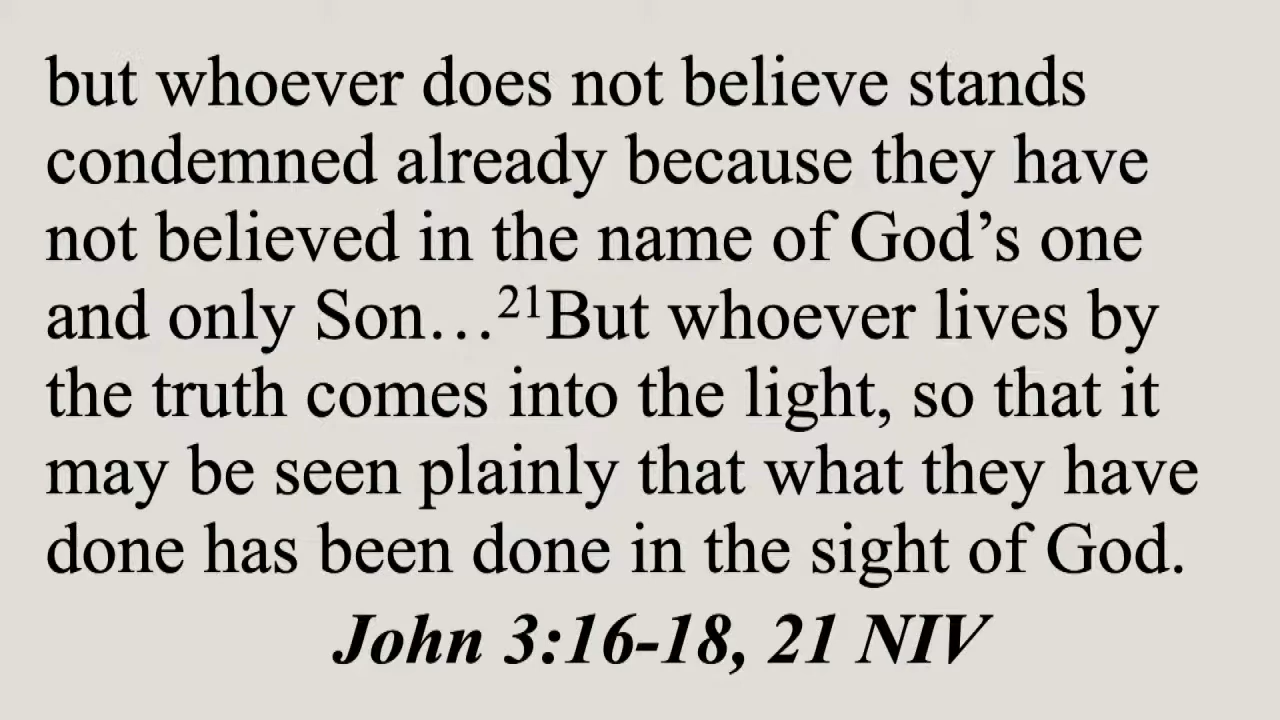 but whoever does not believe stands
condemned already because they have
not believed in the name of God’s one
and only Son…²¹But whoever lives by
the truth comes into the light, so that it
may be seen plainly that what they have
done has been done in the sight of God.
John 3:16-18, 21 NIV